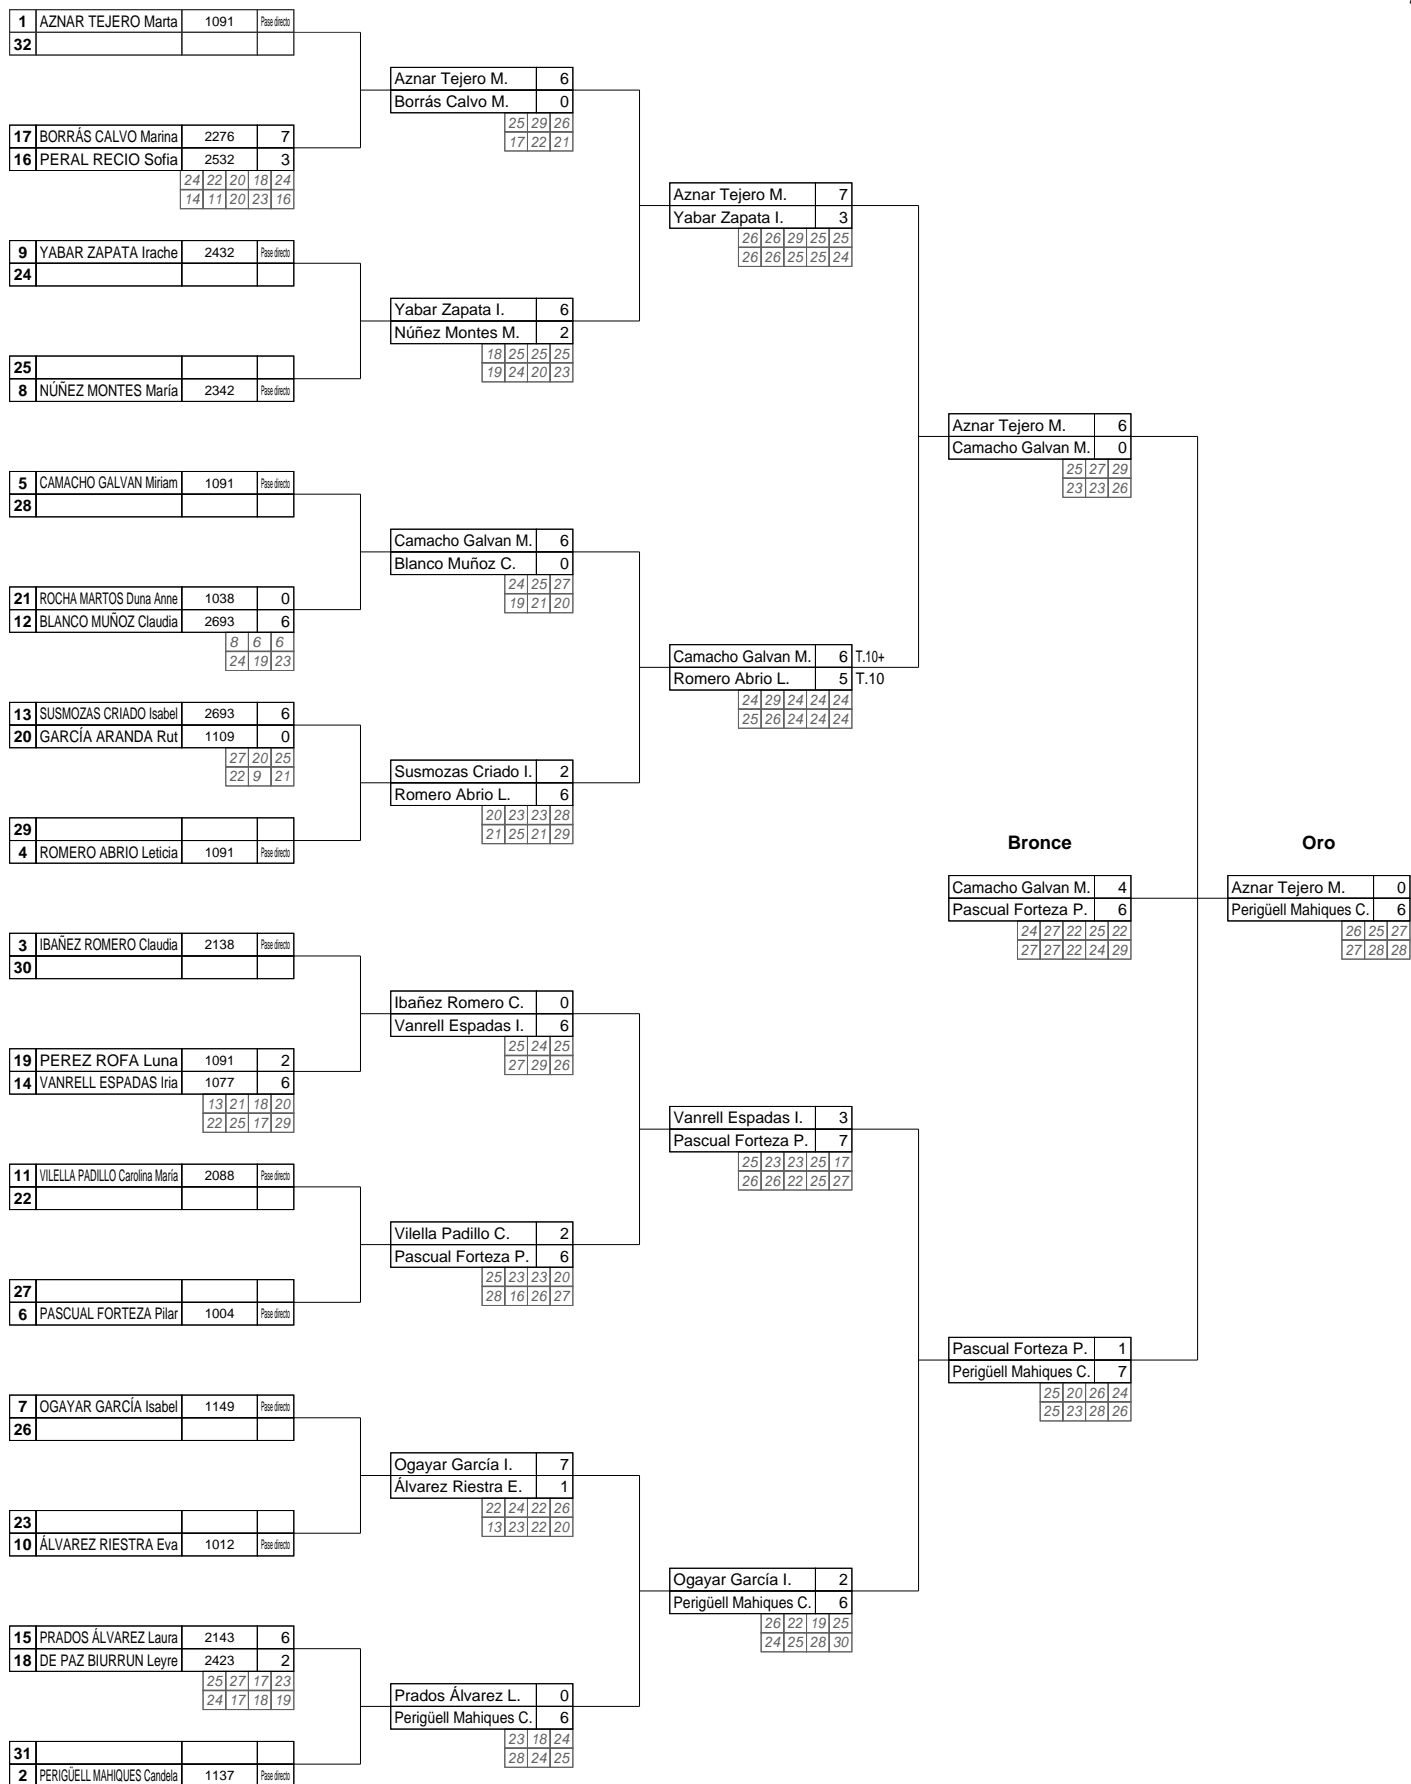 1 AZNAR TEJERO Marta 1091 Pase directo
32
Aznar Tejero M. 6
Borrás Calvo M. 0
25 29 26
17 22 21
17 BORRÁS CALVO Marina 2276 7
16 PERAL RECIO Sofia 2532 3
24 22 20 18 24
14 11 20 23 16
Aznar Tejero M. 7
Yabar Zapata I. 3
26 26 29 25 25
26 26 25 25 24
9 YABAR ZAPATA Irache 2432 Pase directo
24
Yabar Zapata I. 6
Núñez Montes M. 2
18 25 25 25
19 24 20 23
25
8 NÚÑEZ MONTES María 2342 Pase directo
Aznar Tejero M. 6
Camacho Galvan M. 0
25 27 29
23 23 26
5 CAMACHO GALVAN Miriam 1091 Pase directo
28
Camacho Galvan M. 6
Blanco Muñoz C. 0
24 25 27
19 21 20
21 ROCHA MARTOS Duna Anne 1038 0
12 BLANCO MUÑOZ Claudia 2693 6
8 6 6
24 19 23
Camacho Galvan M. 6 T.10+
Romero Abrio L. 5 T.10
24 29 24 24 24
25 26 24 24 24
13 SUSMOZAS CRIADO Isabel 2693 6
20 GARCÍA ARANDA Rut 1109 0
27 20 25
22 9 21
Susmozas Criado I. 2
Romero Abrio L. 6
20 23 23 28
21 25 21 29
29
4 ROMERO ABRIO Leticia 1091 Pase directo
Bronce Oro
Camacho Galvan M. 4
Pascual Forteza P. 6
24 27 22 25 22
27 27 22 24 29
Aznar Tejero M. 0
Perigüell Mahiques C. 6
26 25 27
27 28 28
3 IBAÑEZ ROMERO Claudia 2138 Pase directo
30
Ibañez Romero C. 0
Vanrell Espadas I. 6
25 24 25
27 29 26
19 PEREZ ROFA Luna 1091 2
14 VANRELL ESPADAS Iria 1077 6
13 21 18 20
22 25 17 29
Vanrell Espadas I. 3
Pascual Forteza P. 7
25 23 23 25 17
26 26 22 25 27
11 VILELLA PADILLO Carolina María 2088 Pase directo
22
Vilella Padillo C. 2
Pascual Forteza P. 6
25 23 23 20
28 16 26 27
27
6 PASCUAL FORTEZA Pilar 1004 Pase directo
Pascual Forteza P. 1
Perigüell Mahiques C. 7
25 20 26 24
25 23 28 26
7 OGAYAR GARCÍA Isabel 1149 Pase directo
26
Ogayar García I. 7
Álvarez Riestra E. 1
22 24 22 26
13 23 22 20
23
10 ÁLVAREZ RIESTRA Eva 1012 Pase directo
Ogayar García I. 2
Perigüell Mahiques C. 6
26 22 19 25
24 25 28 30
15 PRADOS ÁLVAREZ Laura 2143 6
18 DE PAZ BIURRUN Leyre 2423 2
25 27 17 23
24 17 18 19
Prados Álvarez L. 0
Perigüell Mahiques C. 6
23 18 24
28 24 25
31
2 PERIGÜELL MAHIQUES Candela 1137 Pase directo